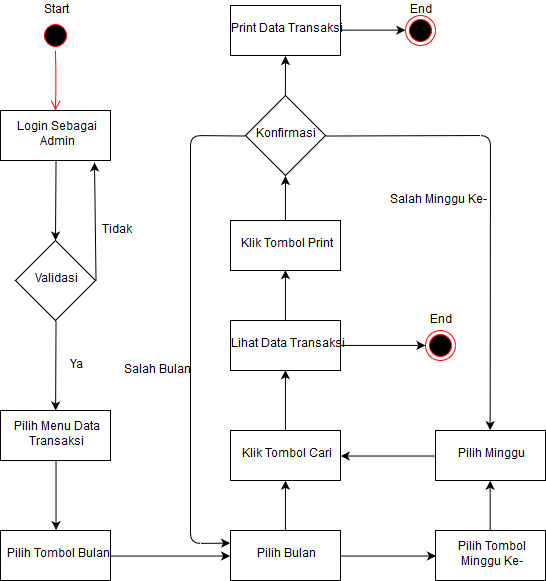 Start
Login Sebagai
Admin
Tidak
Validasi
Ya
Pilih Menu Data
Transaksi
Pilih Tombol Bulan
Pilih Bulan
Pilih Tombol
Minggu Ke-
Pilih Minggu
Klik Tombol Cari
Lihat Data Transaksi
End
Klik Tombol Print
Konfirmasi
Salah Bulan
Salah Minggu Ke-
Print Data Transaksi
End